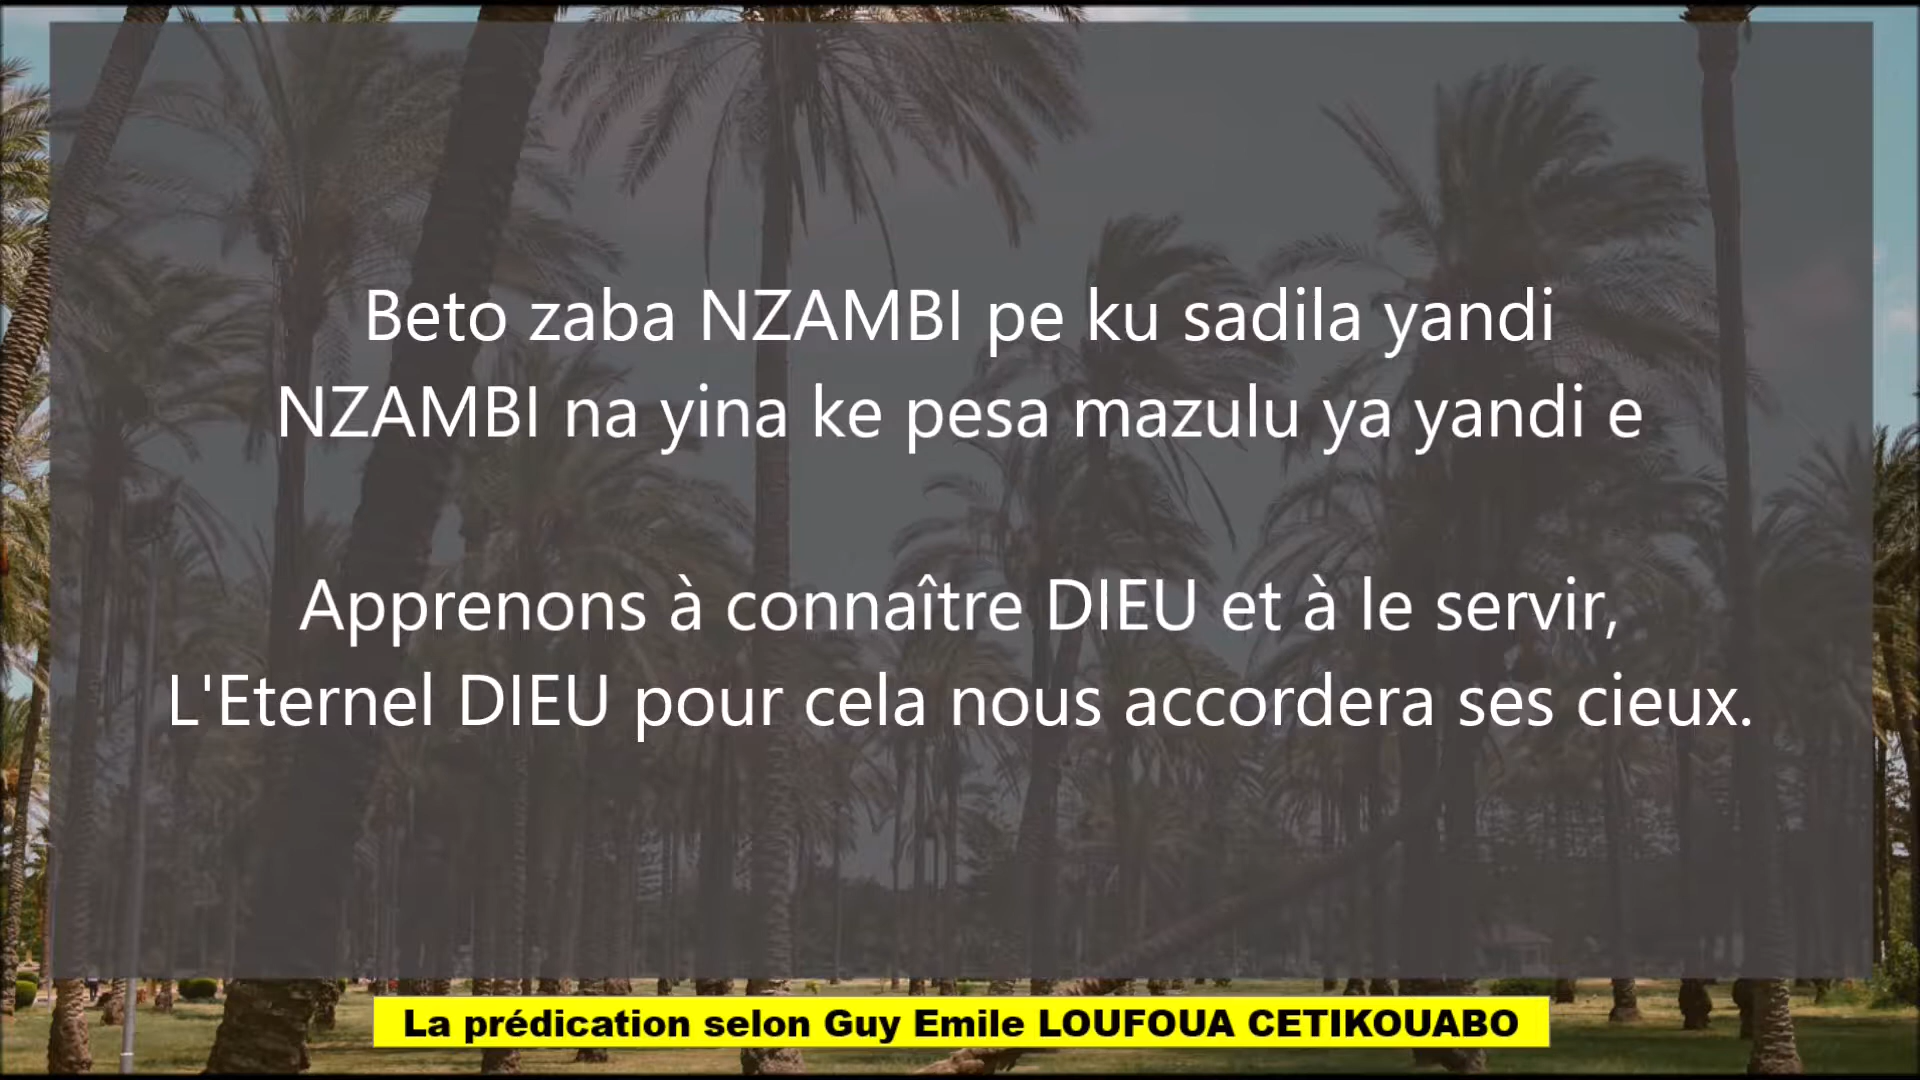 Beto zaba NZAMBI pe ku sadila yandi
NZAMBI na yina ke pesa mazulu ya yandi e
Apprenons à connaître DIEU et à le servir,
L'Eternel DIEU pour cela nous accordera ses cieux.
La prédication selon Guy Emile LOUFOUA CETIKOUABO